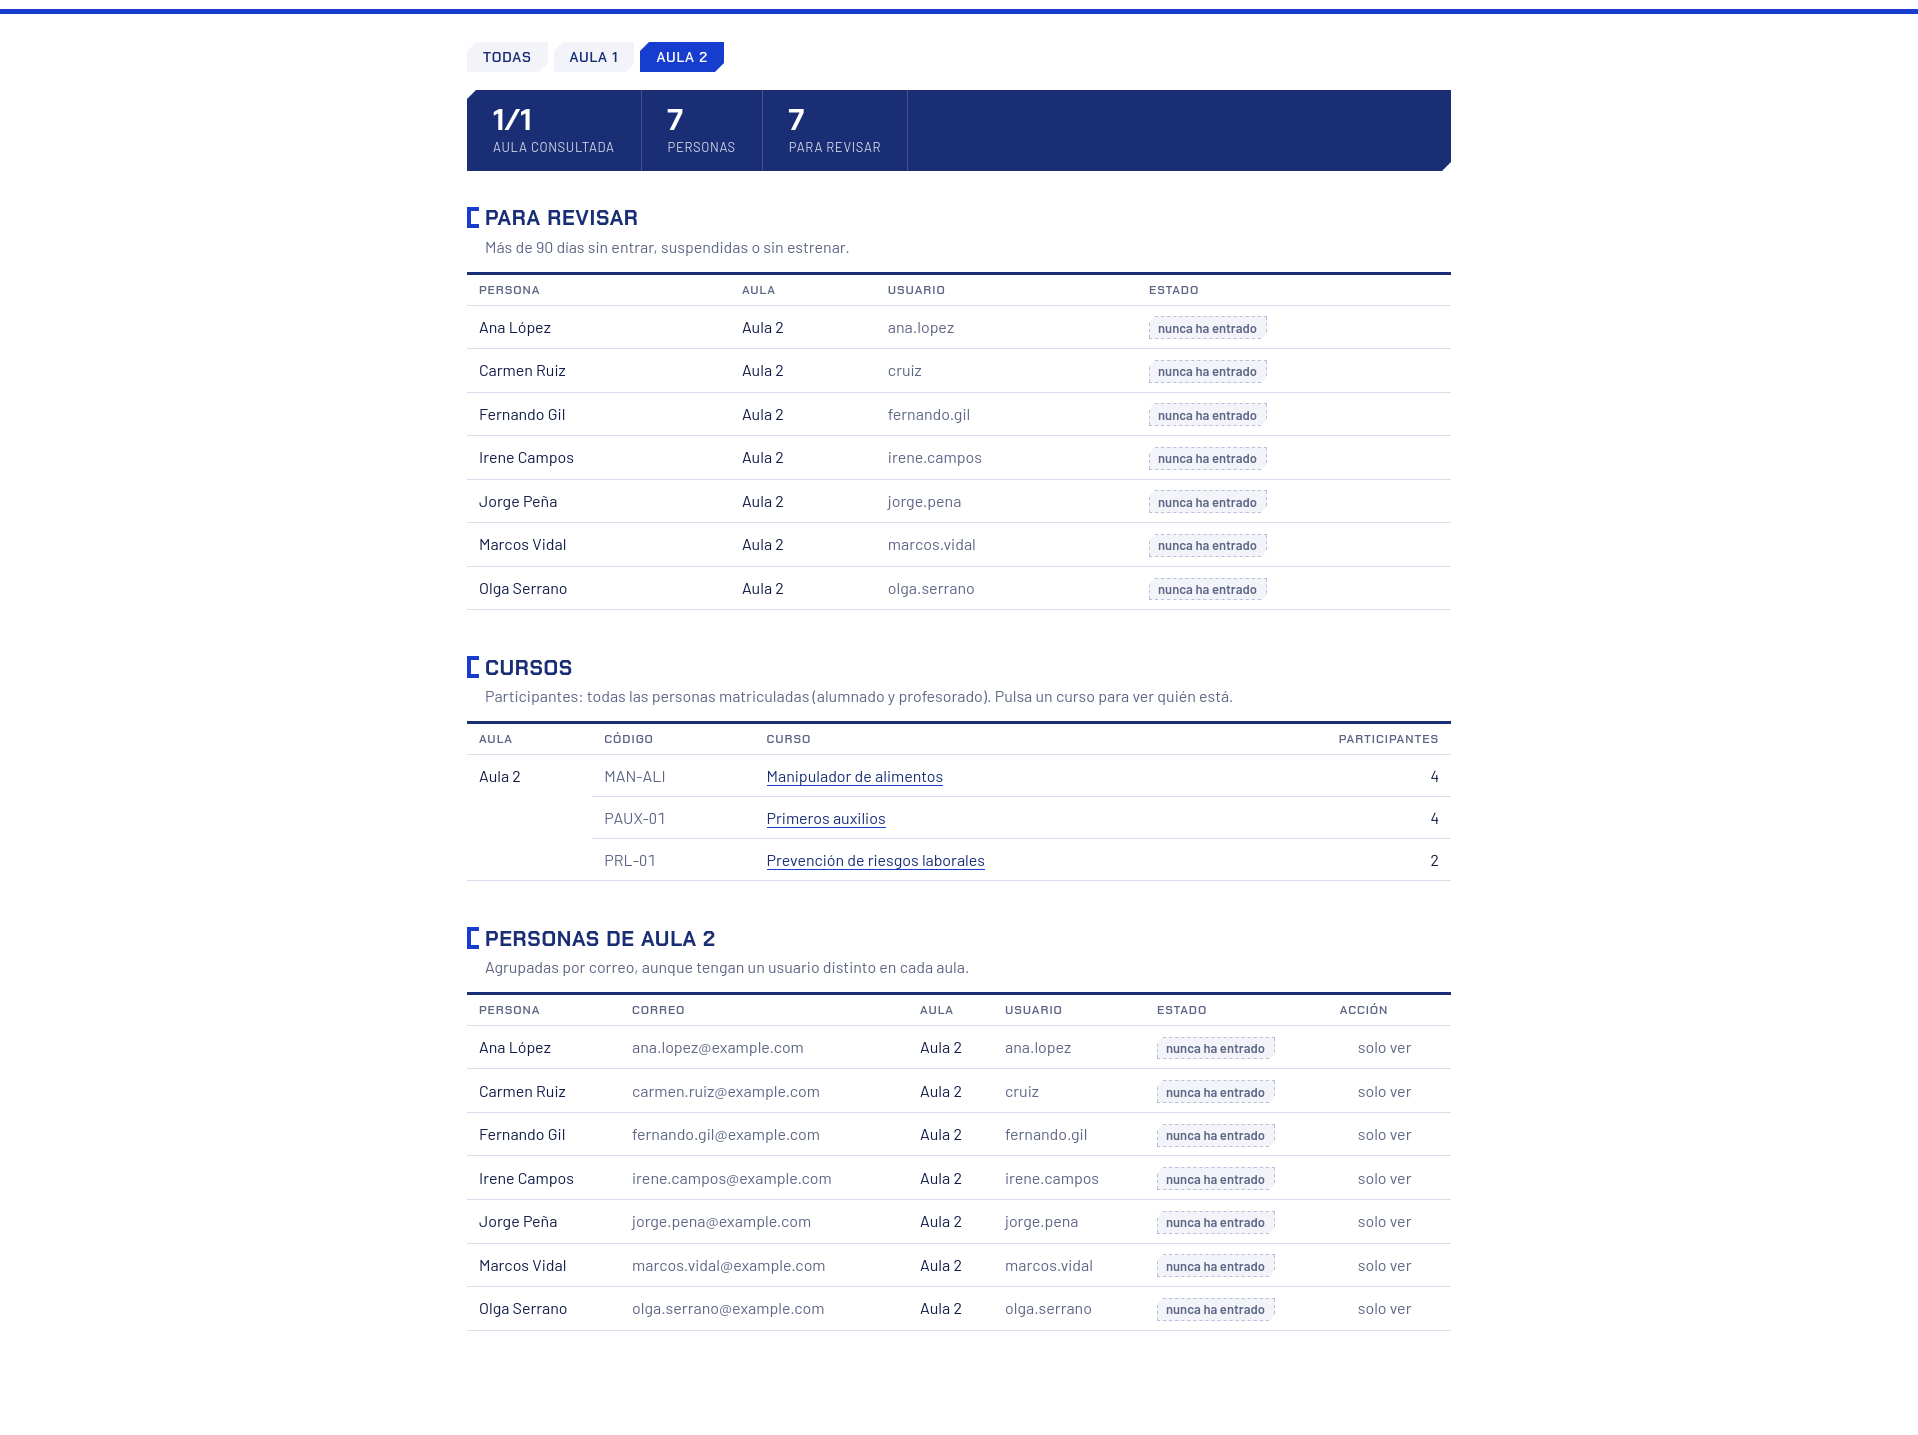 TODAS AULA 1 AULA 2
1/1 7 7
AULA CONSULTADA PERSONAS PARA REVISAR
PARA REVISAR
Más de 90 días sin entrar, suspendidas o sin estrenar.
PERSONA AULA USUARIO ESTADO
Ana López Aula 2 ana.lopez nunca ha entrado
Carmen Ruiz Aula 2 cruiz nunca ha entrado
Fernando Gil Aula 2 fernando.gil nunca ha entrado
Irene Campos Aula 2 irene.campos nunca ha entrado
Jorge Peña Aula 2 jorge.pena nunca ha entrado
Marcos Vidal Aula 2 marcos.vidal nunca ha entrado
Olga Serrano Aula 2 olga.serrano nunca ha entrado
CURSOS
Participantes: todas las personas matriculadas (alumnado y profesorado). Pulsa un curso para ver quién está.
AULA CÓDIGO CURSO PARTICIPANTES
Aula 2 MAN-ALI Manipulador de alimentos 4
PAUX-01 Primeros auxilios 4
PRL-01 Prevención de riesgos laborales 2
PERSONAS DE AULA 2
Agrupadas por correo, aunque tengan un usuario distinto en cada aula.
PERSONA CORREO AULA USUARIO ESTADO ACCIÓN
Ana López ana.lopez@example.com Aula 2 ana.lopez nunca ha entrado solo ver
Carmen Ruiz carmen.ruiz@example.com Aula 2 cruiz nunca ha entrado solo ver
Fernando Gil fernando.gil@example.com Aula 2 fernando.gil nunca ha entrado solo ver
Irene Campos irene.campos@example.com Aula 2 irene.campos nunca ha entrado solo ver
Jorge Peña jorge.pena@example.com Aula 2 jorge.pena nunca ha entrado solo ver
Marcos Vidal marcos.vidal@example.com Aula 2 marcos.vidal nunca ha entrado solo ver
Olga Serrano olga.serrano@example.com Aula 2 olga.serrano nunca ha entrado solo ver